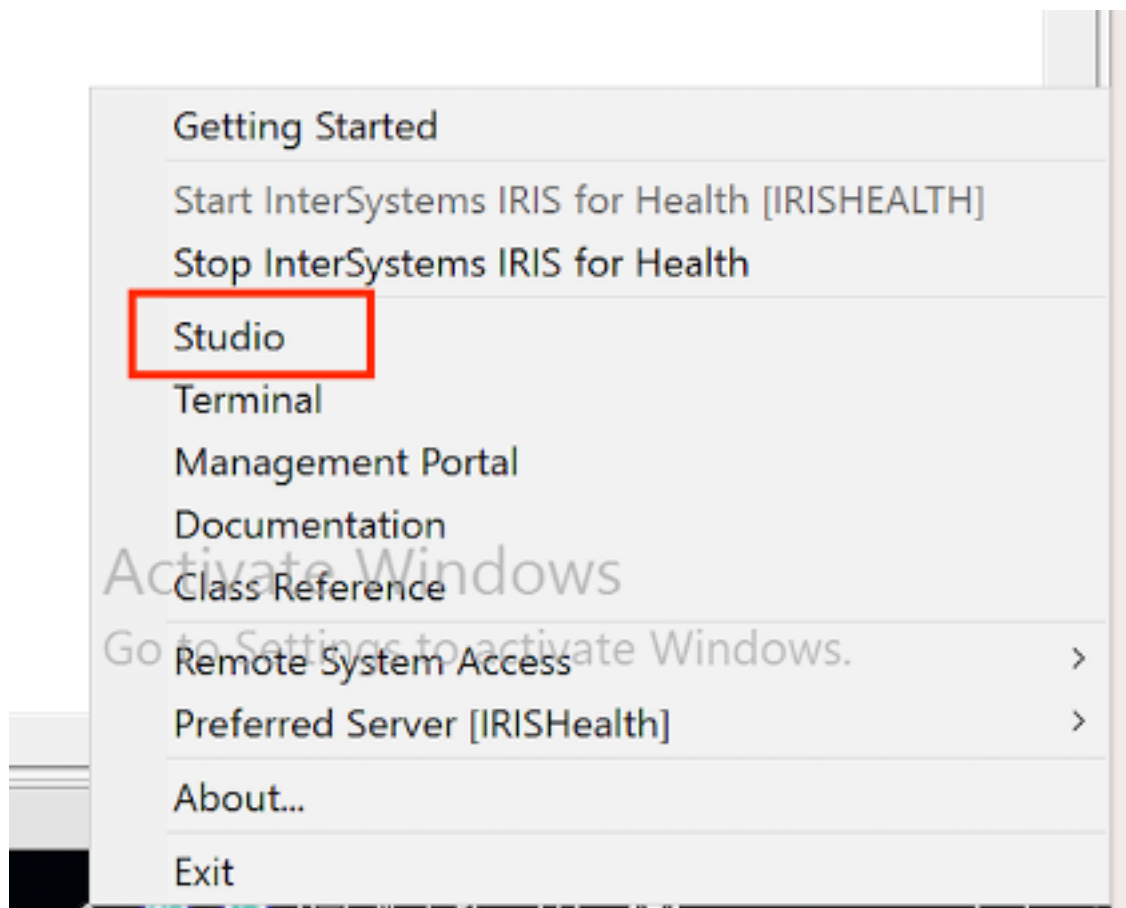 Getting Started
Start InterSystems IRIS for Health [IRISHEALTH]
Stop InterSystems IRIS for Health
Studio
Terminal
Management Portal
Documentation
Activate Windows
Class Reference
Go to Settings to activate Windows.
Remote System Access
Preferred Server [IRISHealth]
About...
Exit